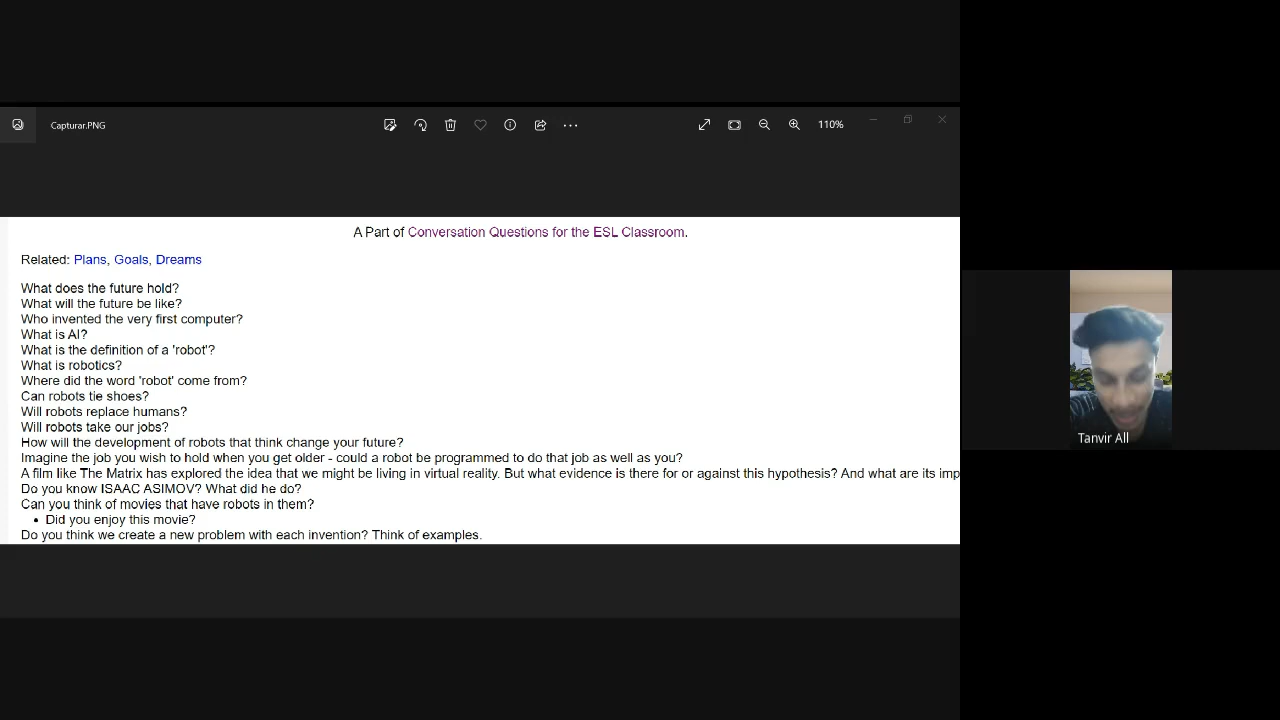 Capturar.PNG
110%
A Part of Conversation Questions for the ESL Classroom.
Related: Plans, Goals, Dreams
What does the future hold?
What will the future be like?
Who invented the very first computer?
What is AI?
What is the definition of a 'robot'?
What is robotics?
Where did the word 'robot' come from?
Can robots tie shoes?
Will robots replace humans?
Will robots take our jobs?
How will the development of robots that think change your future?
Imagine the job you wish to hold when you get older - could a robot be programmed to do that job as well as you?
A film like The Matrix has explored the idea that we might be living in virtual reality. But what evidence is there for or against this hypothesis? And what are its imp
Do you know ISAAC ASIMOV? What did he do?
Can you think of movies that have robots in them?
• Did you enjoy this movie?
Do you think we create a new problem with each invention? Think of examples.
Tanvir All